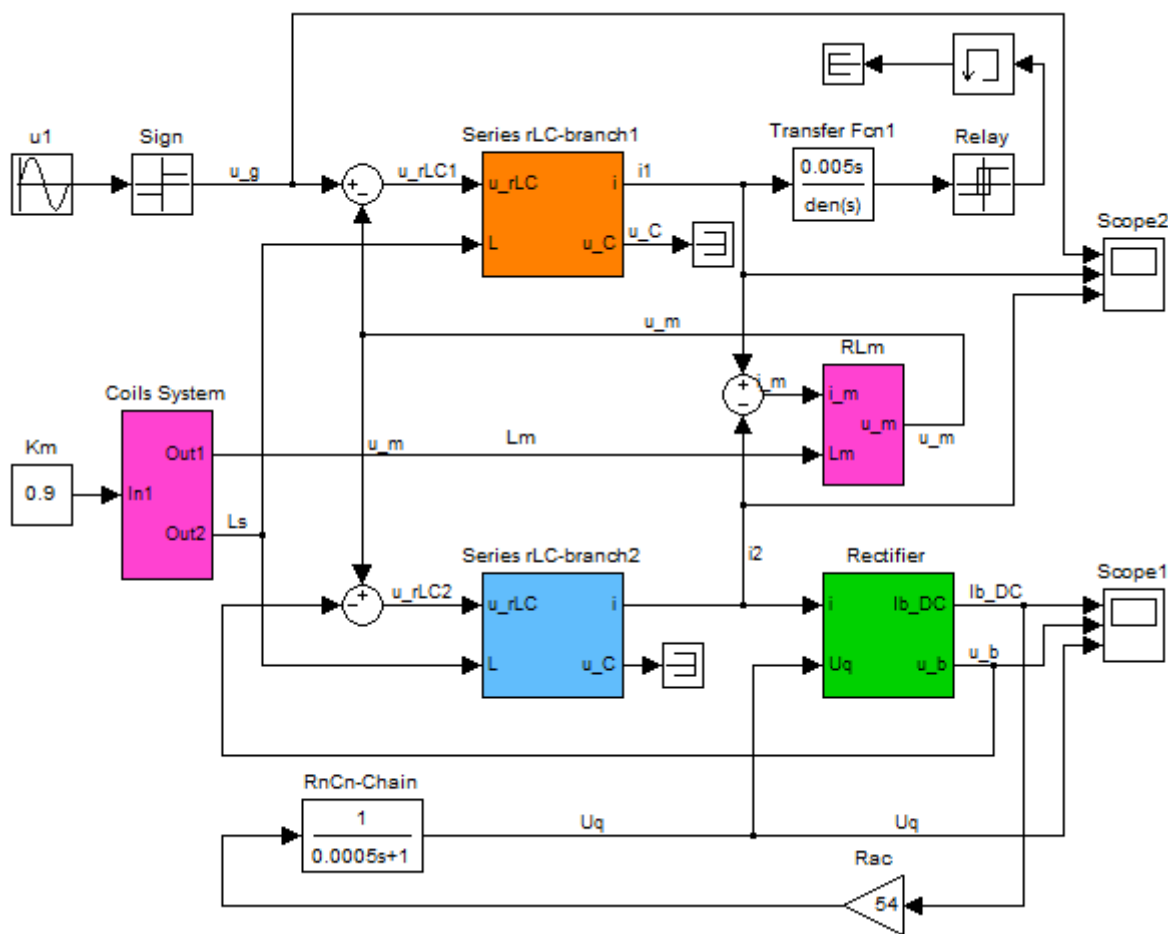 u1
Sign
u_g
Series rLC-branch1
u_rLC1
u_rLC
i
L
u_C
i1
u_C
Transfer Fcn1
0.005s
den(s)
Relay
Scope2
u_m
RLm
i_m
i_m
u_m
Lm
u_m
Coils System
Km
0.9
In1
Out1
Out2
u_m
Lm
Ls
Series rLC-branch2
u_rLC2
u_rLC
i
L
u_C
i2
Rectifier
i
Ib_DC
Uq
u_b
Ib_DC
u_b
Scope1
RnCn-Chain
1
0.0005s+1
Uq
Uq
Rac
54